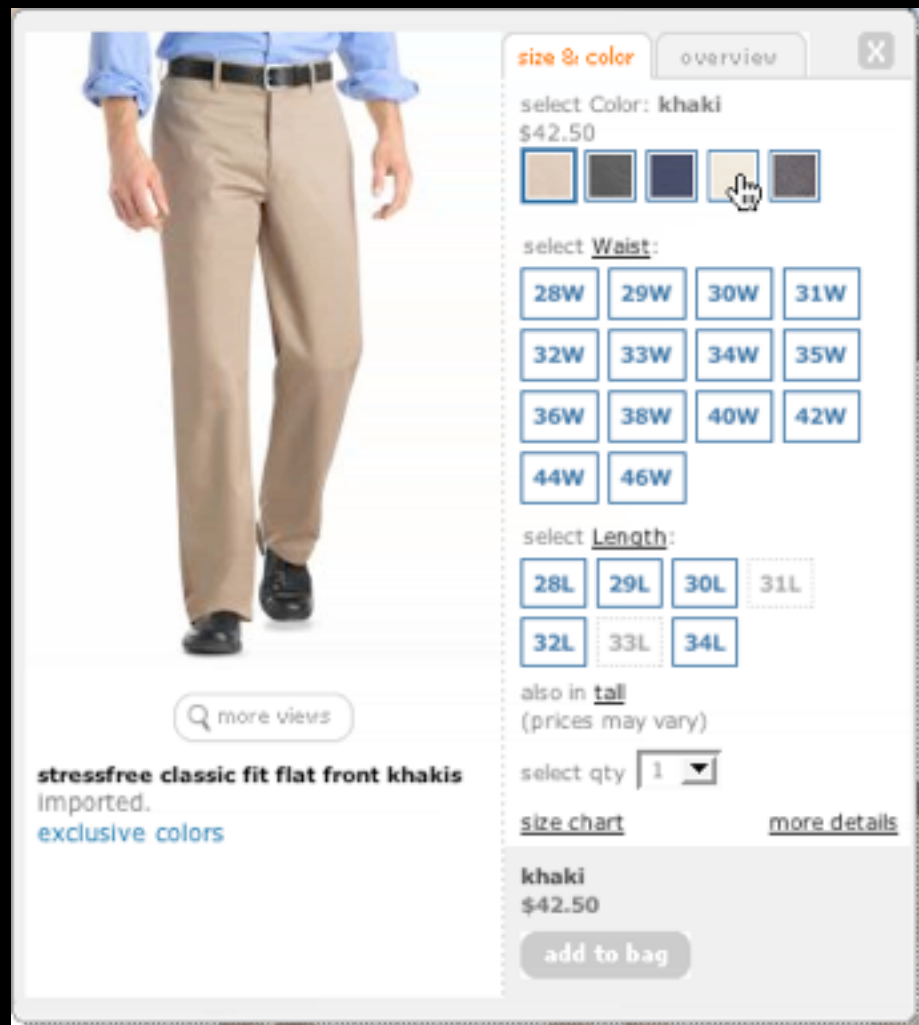 size & color
overview
X
select Color: khaki
$42.50
select Waist:
28W 29W 30W 31W
32W 33W 34W 35W
36W 38W 40W 42W
44W 46W
select Length:
28L 29L 30L 31L
32L 33L 34L
also in tall
(prices may vary)
select qty 1
size chart more details
khaki
$42.50
add to bag
more views
stressfree classic fit flat front khakis
imported.
exclusive colors